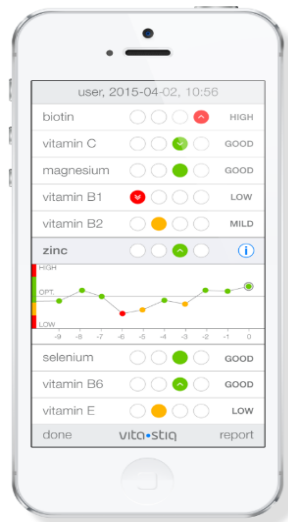 user, 2015-04-02, 10:56
biotin HIGH
vitamin C GOOD
magnesium GOOD
vitamin B1 LOW
vitamin B2 MILD
zinc i
HIGH
OPT.
LOW
-9 -8 -7 -6 -5 -4 -3 -2 -1 0
selenium GOOD
vitamin B6 GOOD
vitamin E LOW
done vita•stiq report